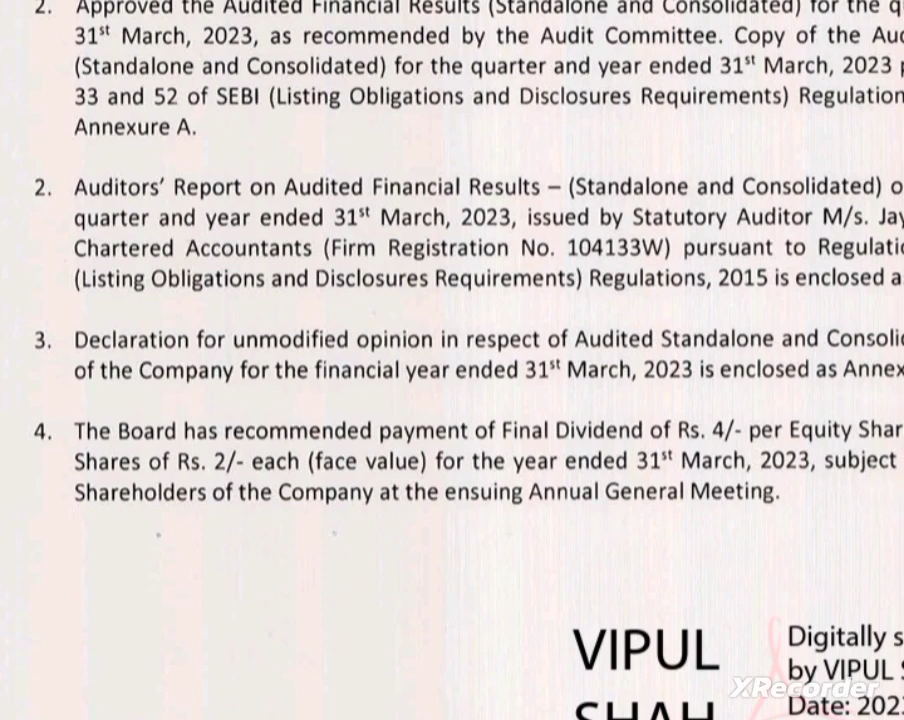 2. Approved the Audited Financial Results (Standalone and Consolidated) for the
31st March, 2023, as recommended by the Audit Committee. Copy of the
(Standalone and Consolidated) for the quarter and year ended 31st March, 2023
33 and 52 of SEBI (Listing Obligations and Disclosures Requirements) Regulation
Annexure A.
2. Auditors' Report on Audited Financial Results – (Standalone and Consolidated)
quarter and year ended 31st March, 2023, issued by Statutory Auditor M/s. Jay
Chartered Accountants (Firm Registration No. 104133W) pursuant to
(Listing Obligations and Disclosures Requirements) Regulations, 2015 is enclosed
3. Declaration for unmodified opinion in respect of Audited Standalone and
of the Company for the financial year ended 31st March, 2023 is enclosed as
4. The Board has recommended payment of Final Dividend of Rs. 4/- per Equity
Shares of Rs. 2/- each (face value) for the year ended 31st March, 2023, subject
Shareholders of the Company at the ensuing Annual General Meeting.
VIPUL
SHAH
Digitally
by VIPUL
Date:
XRecorder